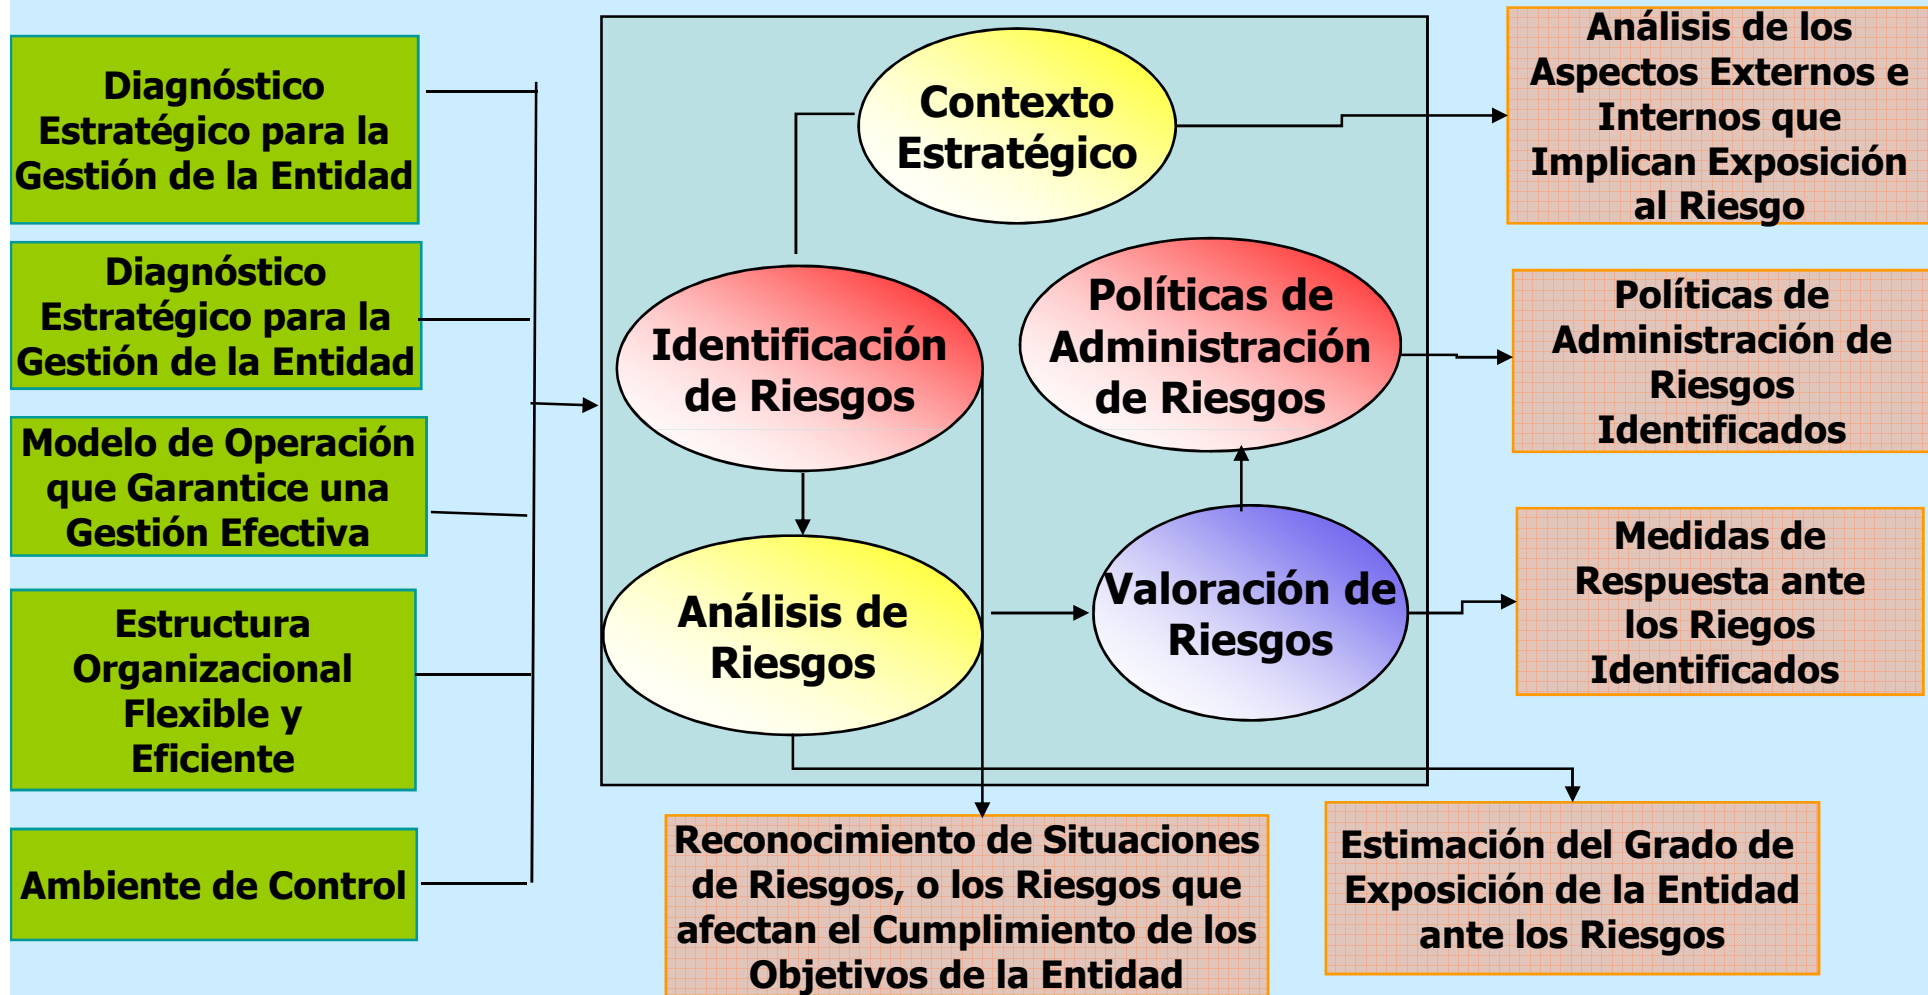 Diagnóstico
Estratégico para la
Gestión de la Entidad
Diagnóstico
Estratégico para la
Gestión de la Entidad
Modelo de Operación
que Garantice una
Gestión Efectiva
Estructura
Organizacional
Flexible y
Eficiente
Ambiente de Control
Contexto
Estratégico
Identificación
de Riesgos
Políticas de
Administración
de Riesgos
Análisis de
Riesgos
Valoración de
Riesgos
Análisis de los
Aspectos Externos e
Internos que
Implican Exposición
al Riesgo
Políticas de
Administración de
Riesgos
Identificados
Medidas de
Respuesta ante
los Riegos
Identificados
Reconocimiento de Situaciones
de Riesgos, o los Riesgos que
afectan el Cumplimiento de los
Objetivos de la Entidad
Estimación del Grado de
Exposición de la Entidad
ante los Riesgos